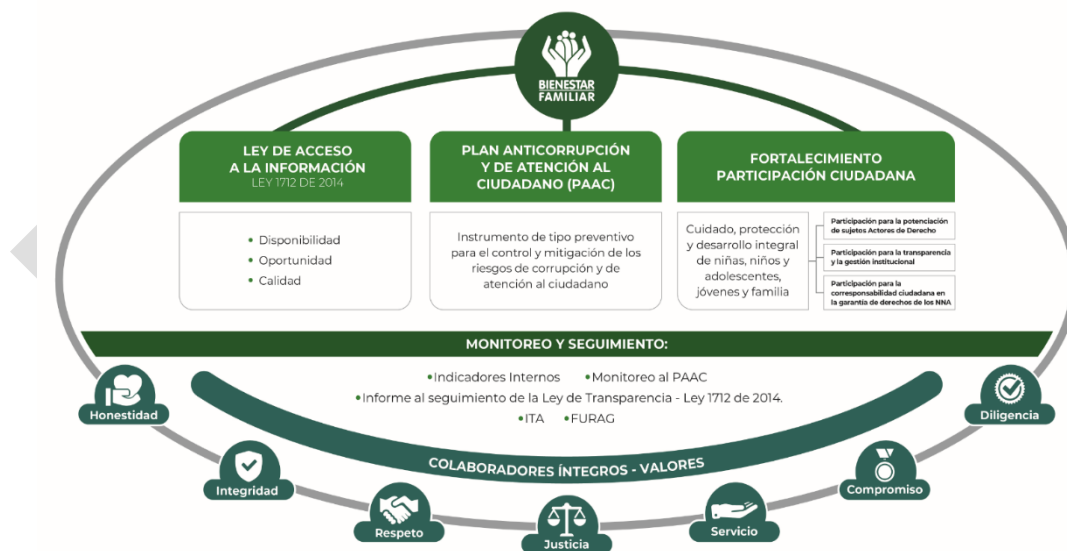 BIENESTAR
FAMILIAR
LEY DE ACCESO
A LA INFORMACIÓN
LEY 1712 DE 2014
• Disponibilidad
• Oportunidad
• Calidad
PLAN ANTICORRUPCIÓN
Y DE ATENCIÓN AL
CIUDADANO (PAAC)
Instrumento de tipo preventivo
para el control y mitigación de los
riesgos de corrupción y de
atención al ciudadano
FORTALECIMIENTO
PARTICIPACIÓN CIUDADANA
Cuidado, protección
y desarrollo integral
de niñas, niños y
adolescentes,
jóvenes y familia
Participación para la potenciación
de sujetos Actores de Derecho
Participación para la transparencia
y la gestión institucional
Participación para la
corresponsabilidad ciudadana en
la garantía de derechos de los NNA
MONITOREO Y SEGUIMIENTO:
•Indicadores Internos •Monitoreo al PAAC
•Informe al seguimiento de la Ley de Transparencia - Ley 1712 de 2014.
•ITA •FURAG
COLABORADORES ÍNTEGROS - VALORES
Honestidad
Integridad
Respeto
Justicia
Servicio
Compromiso
Diligencia